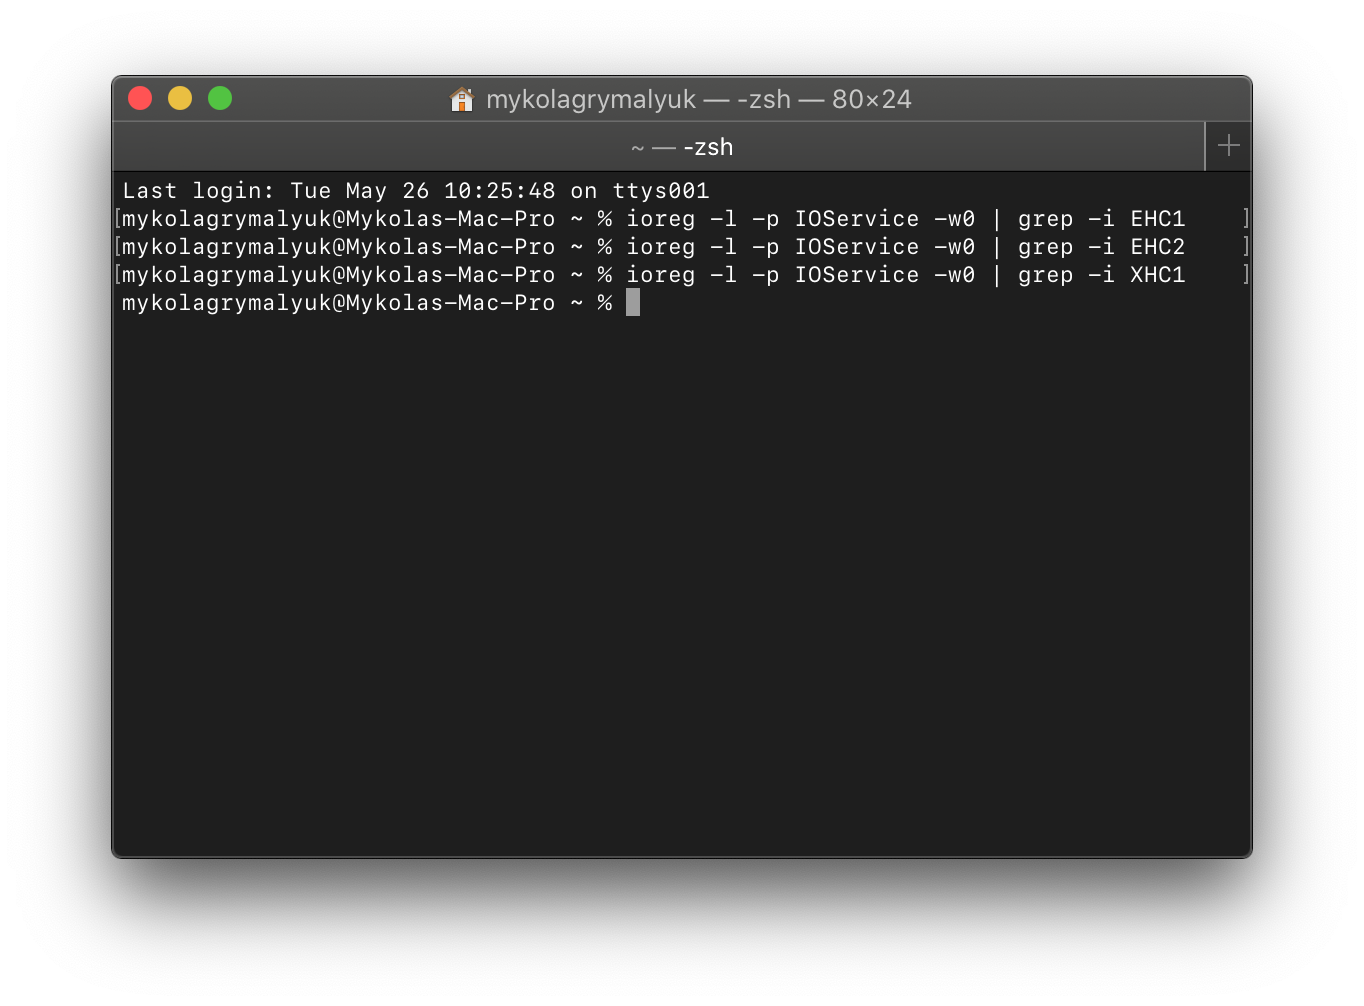 mykolagrymalyuk — -zsh — 80×24
~ — -zsh
Last login: Tue May 26 10:25:48 on ttys001
[mykolagrymalyuk@Mykolas-Mac-Pro ~ % ioreg -l -p IOService -w0 | grep -i EHC1 ]
[mykolagrymalyuk@Mykolas-Mac-Pro ~ % ioreg -l -p IOService -w0 | grep -i EHC2 ]
[mykolagrymalyuk@Mykolas-Mac-Pro ~ % ioreg -l -p IOService -w0 | grep -i XHC1 ]
mykolagrymalyuk@Mykolas-Mac-Pro ~ %